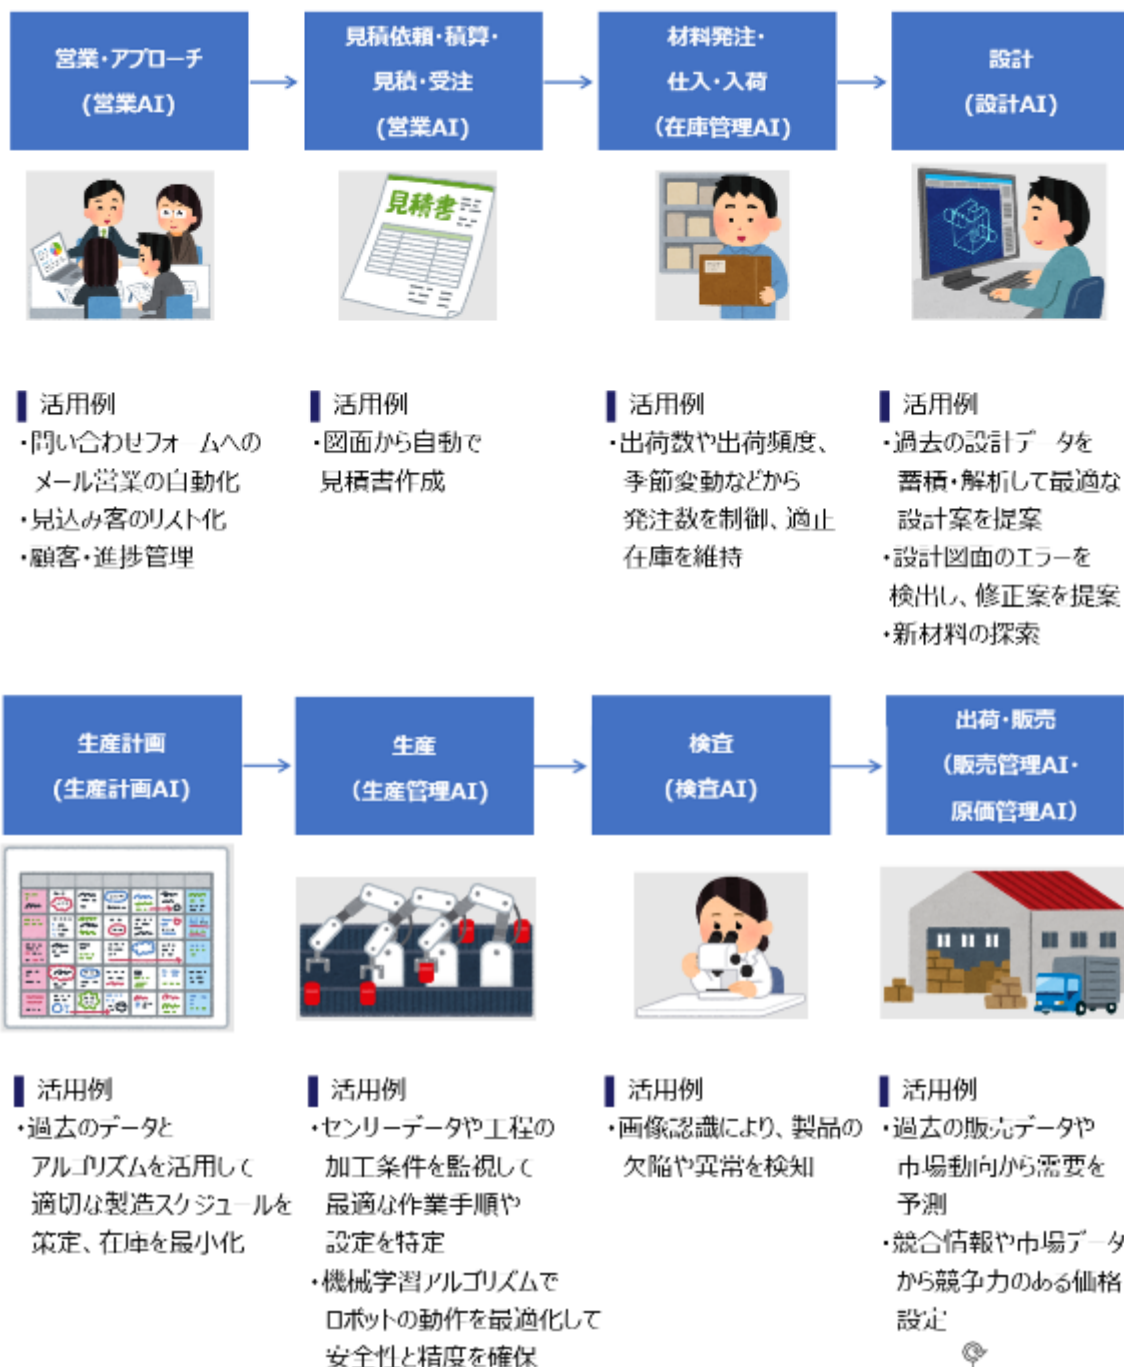 営業・アプローチ
(営業AI)
見積依頼・積算・
見積・受注
(営業AI)
材料発注・
仕入・入荷
（在庫管理AI）
設計
(設計AI)
見積書
活用例
・問い合わせフォームへの
メール営業の自動化
・見込み客のリスト化
・顧客・進捗管理
活用例
・図面から自動で
見積書作成
活用例
・出荷数や出荷頻度、
季節変動などから
発注数を制御、適正
在庫を維持
活用例
・過去の設計データを
蓄積・解析して最適な
設計案を提案
・設計図面のエラーを
検出し、修正案を提案
・新材料の探索
生産計画
(生産計画AI)
生産
（生産管理AI）
検査
(検査AI)
出荷・販売
（販売管理AI・
原価管理AI）
活用例
・過去のデータと
アルゴリズムを活用して
適切な製造スケジュールを
策定、在庫を最小化
活用例
・センサーデータや工程の
加工条件を監視して
最適な作業手順や
設定を特定
・機械学習アルゴリズムで
ロボットの動作を最適化して
安全性と精度を確保
活用例
・画像認識により、製品の
欠陥や異常を検知
活用例
・過去の販売データや
市場動向から需要を
予測
・競合情報や市場データ
から競争力のある価格
設定